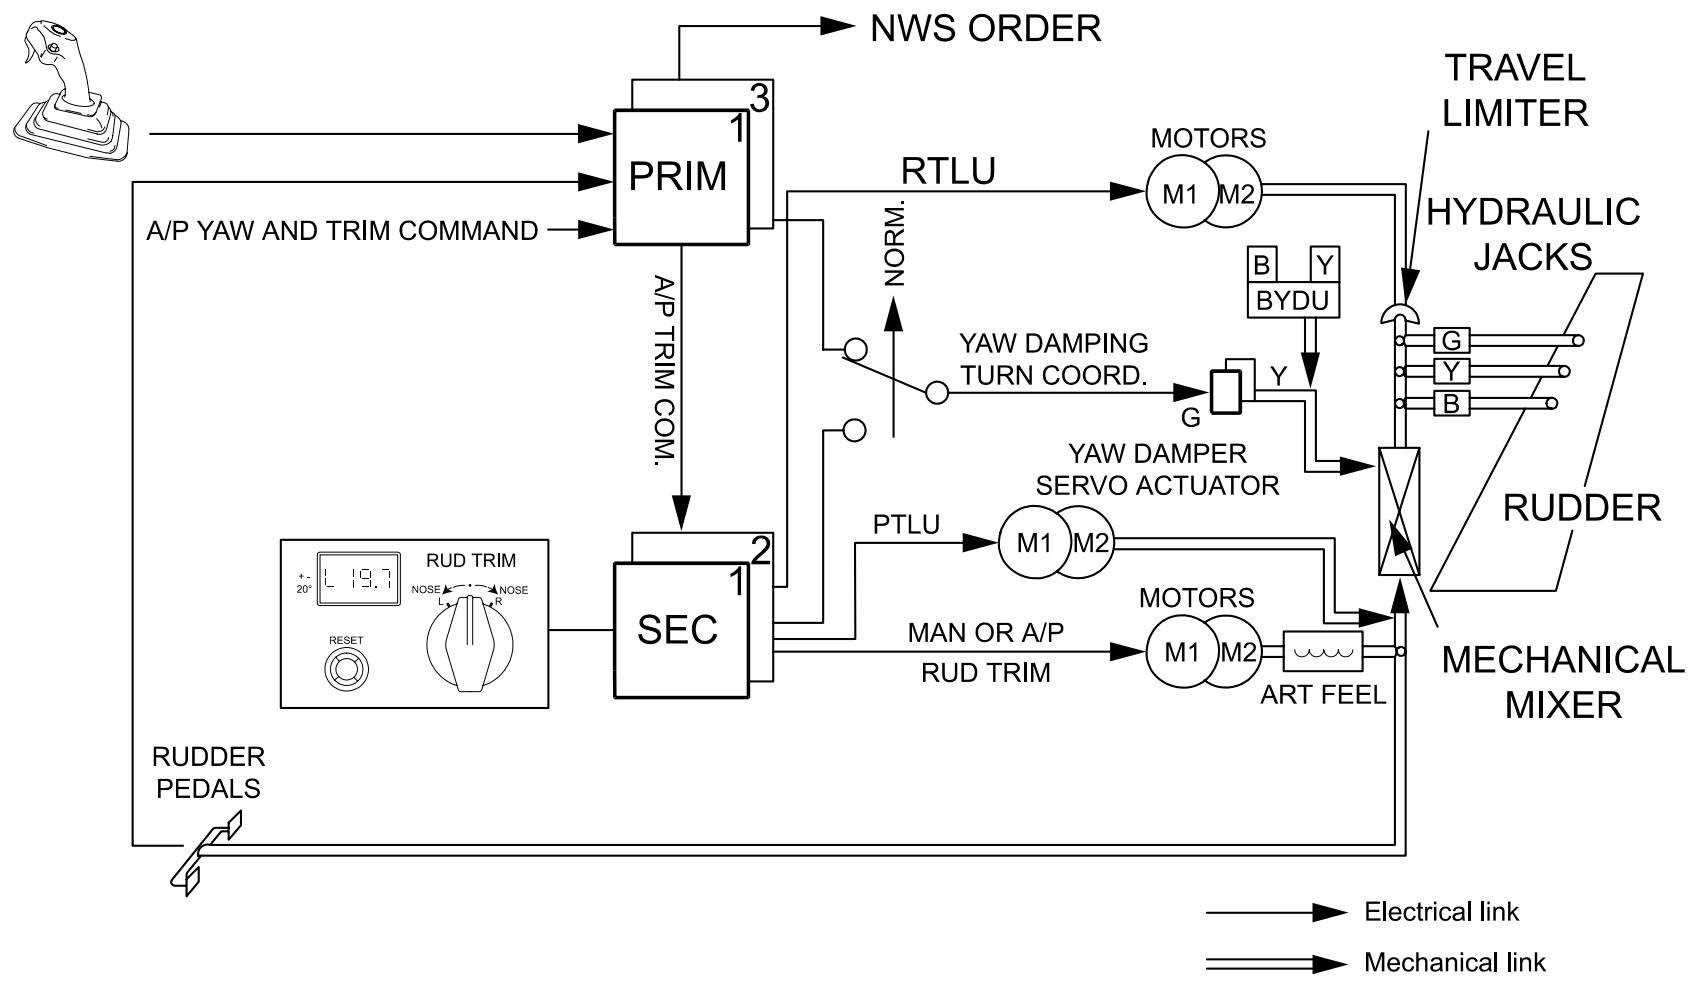 NWS ORDER
TRAVEL
LIMITER
3
1
PRIM
MOTORS
RTLU
M1
M2
A/P YAW AND TRIM COMMAND
NORM.
HYDRAULIC
JACKS
B
Y
BYDU
A/P TRIM COM.
YAW DAMPING
TURN COORD.
Y
G
G
Y
B
YAW DAMPER
SERVO ACTUATOR
RUDDER
PTLU
M1
M2
2
1
SEC
RUD TRIM
+ -
20°
L 19.7
NOSE
NOSE
L
R
RESET
MOTORS
MAN OR A/P
RUD TRIM
M1
M2
ART FEEL
MECHANICAL
MIXER
RUDDER
PEDALS
Electrical link
Mechanical link